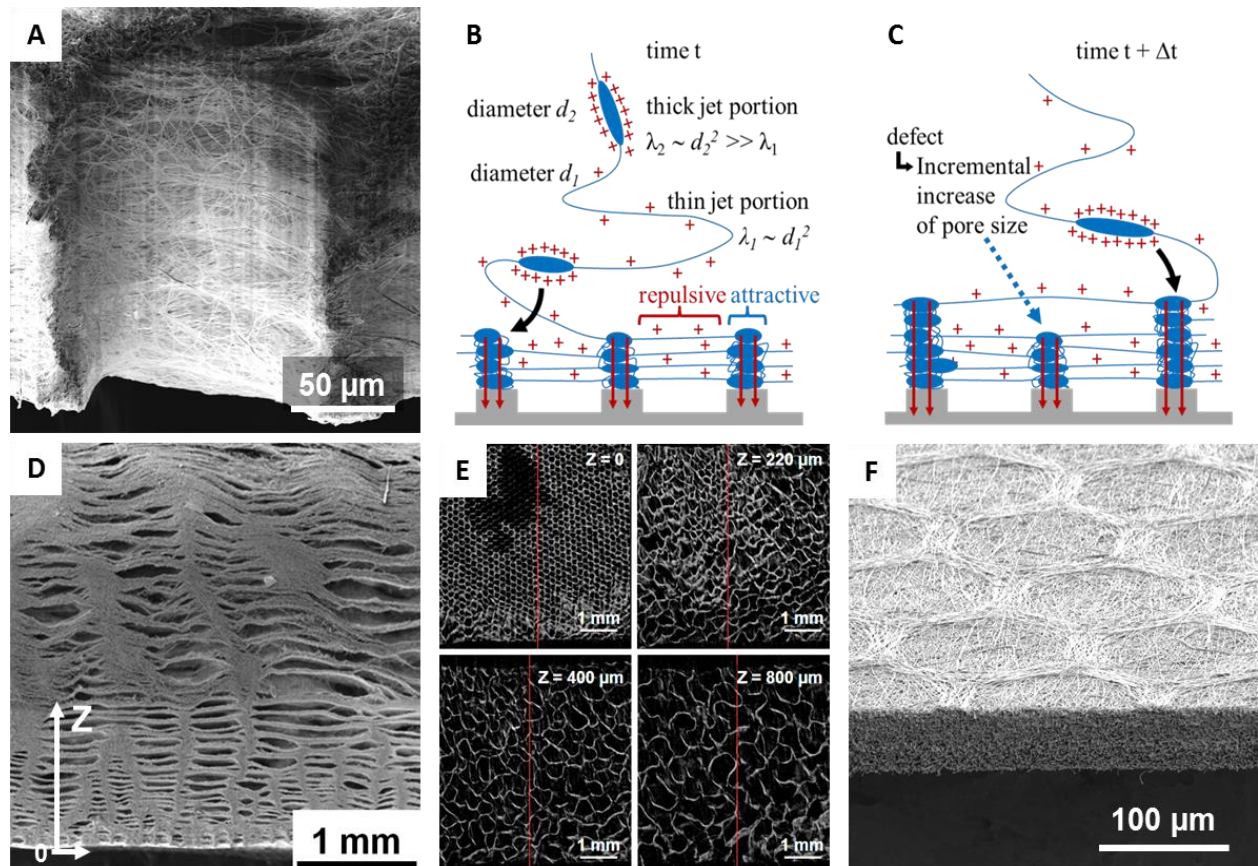 A
50 µm
B
time t
diameter d₂
thick jet portion
λ₂ ~ d₂² >> λ₁
diameter d₁
thin jet portion
λ₁ ~ d₁²
repulsive attractive
C
time t + Δt
defect
Incremental
increase
of pore size
D
Z
0
1 mm
E
Z = 0
1 mm
Z = 220 µm
1 mm
Z = 400 µm
1 mm
Z = 800 µm
1 mm
F
100 µm